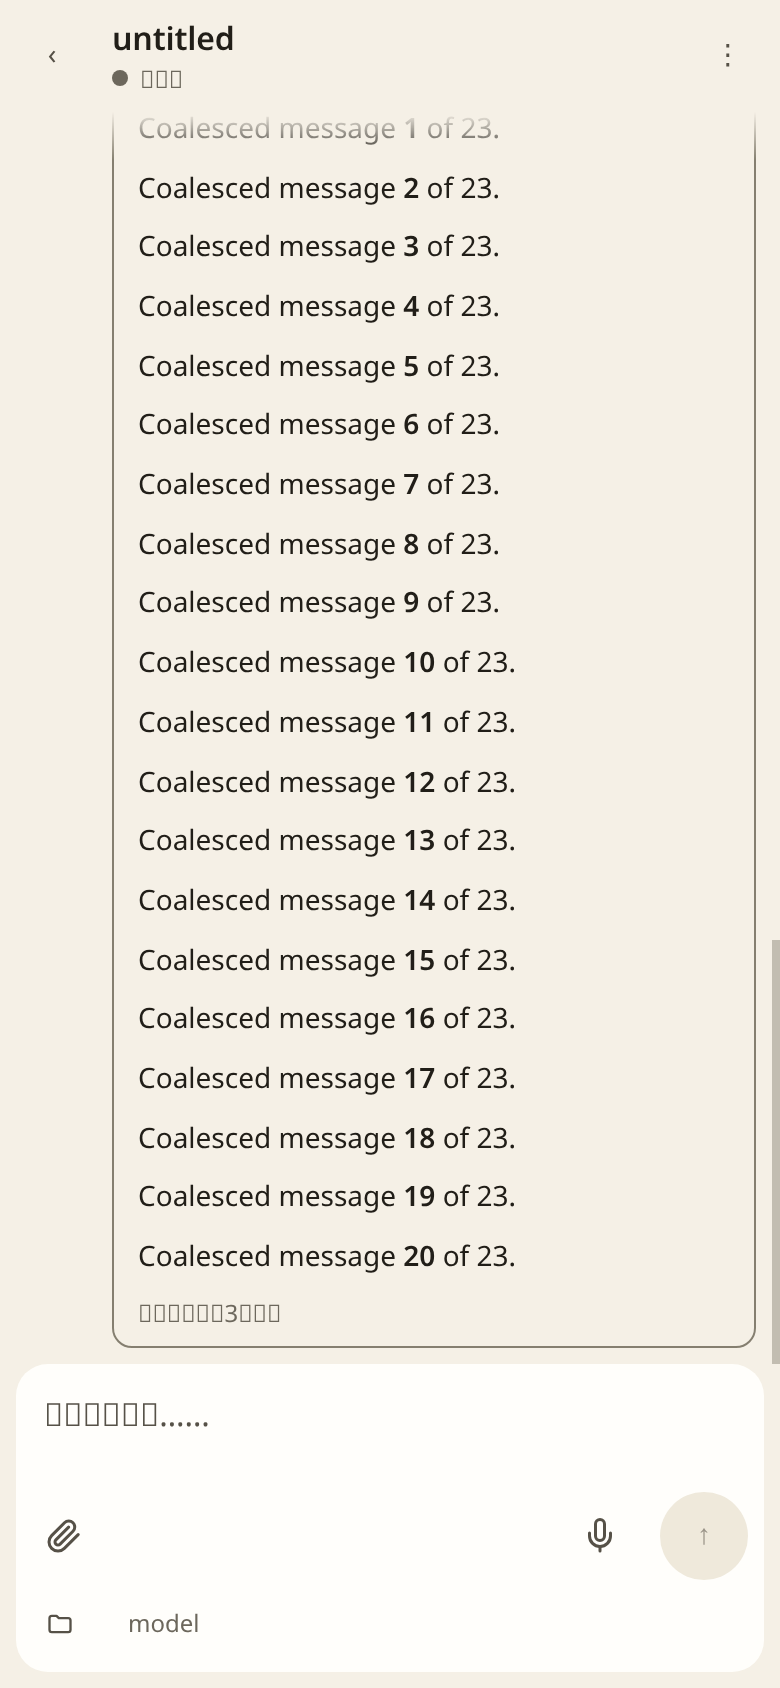 untitled
Coalesced message 1 of 23.
Coalesced message 2 of 23.
Coalesced message 3 of 23.
Coalesced message 4 of 23.
Coalesced message 5 of 23.
Coalesced message 6 of 23.
Coalesced message 7 of 23.
Coalesced message 8 of 23.
Coalesced message 9 of 23.
Coalesced message 10 of 23.
Coalesced message 11 of 23.
Coalesced message 12 of 23.
Coalesced message 13 of 23.
Coalesced message 14 of 23.
Coalesced message 15 of 23.
Coalesced message 16 of 23.
Coalesced message 17 of 23.
Coalesced message 18 of 23.
Coalesced message 19 of 23.
Coalesced message 20 of 23.
3
......
model